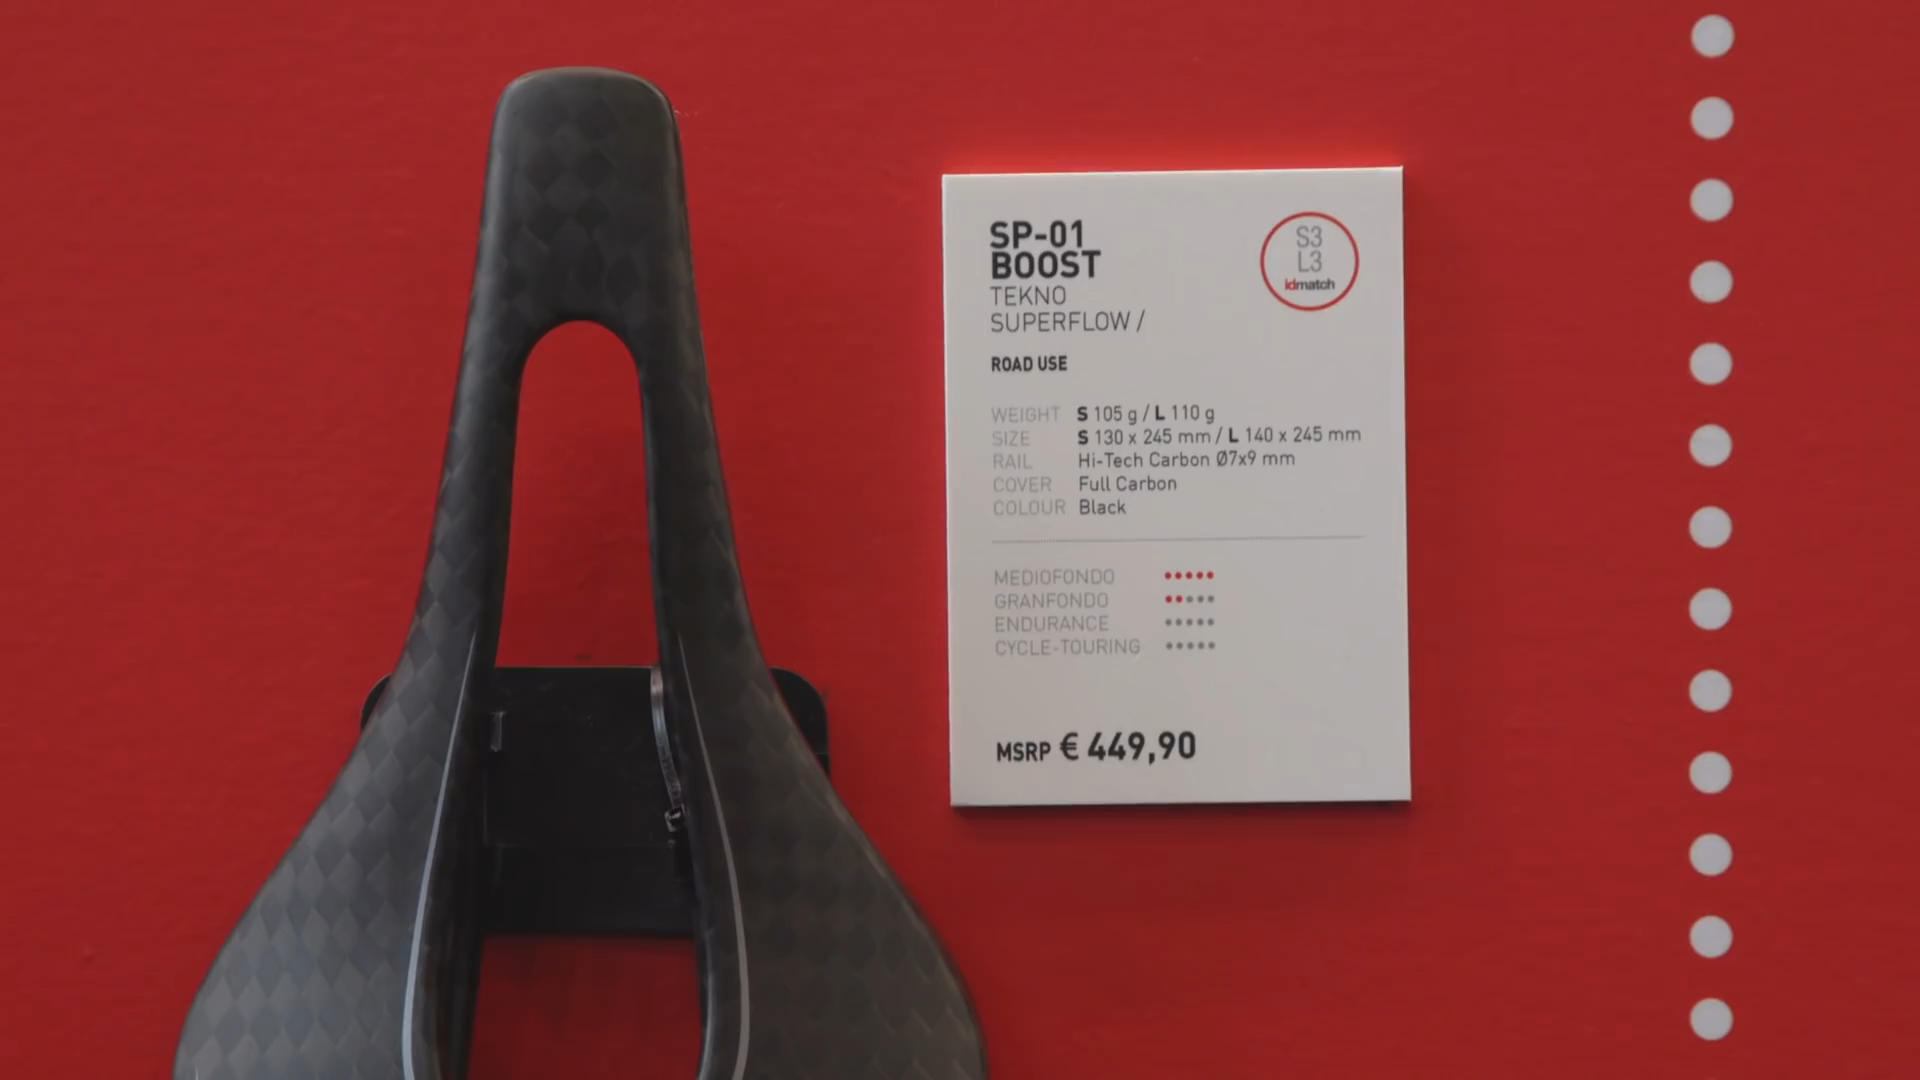 SP-01
BOOST
TEKNO
SUPERFLOW /
S3
L3
idmatch
ROAD USE
WEIGHT S 105 g / L 110 g
SIZE S 130 x 245 mm / L 140 x 245 mm
RAIL Hi-Tech Carbon Ø7x9 mm
COVER Full Carbon
COLOUR Black
MEDIOFONDO
GRANFONDO
ENDURANCE
CYCLE-TOURING
MSRP € 449,90